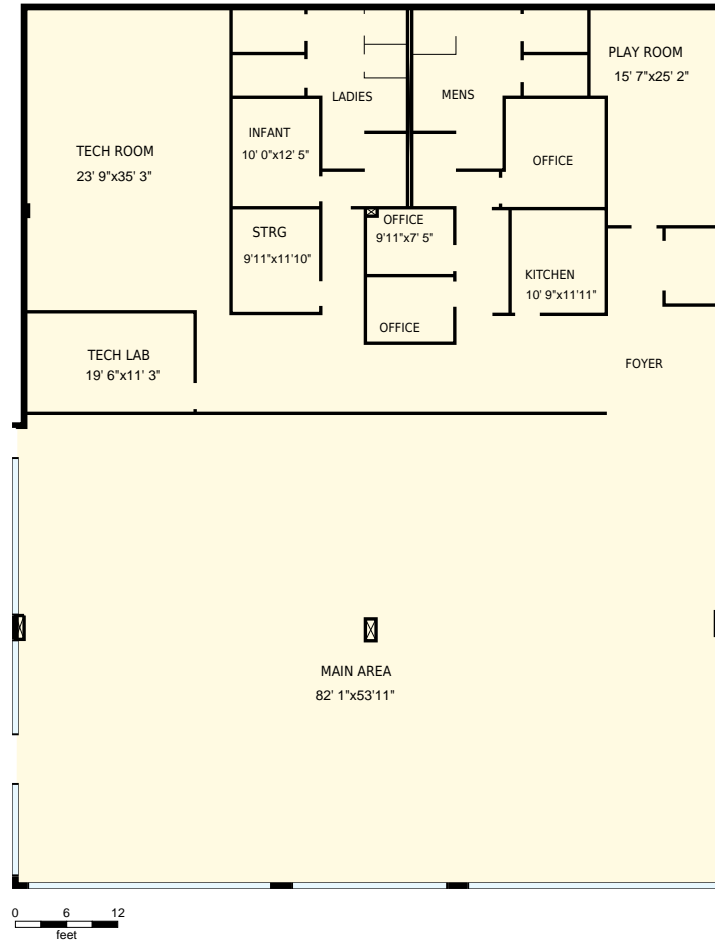 PLAY ROOM
15' 7"x25' 2"
LADIES
MENS
INFANT
10' 0"x12' 5"
TECH ROOM
23' 9"x35' 3"
OFFICE
OFFICE
9'11"x7' 5"
STRG
9'11"x11'10"
KITCHEN
10' 9"x11'11"
OFFICE
TECH LAB
19' 6"x11' 3"
FOYER
MAIN AREA
82' 1"x53'11"
0 6 12
feet